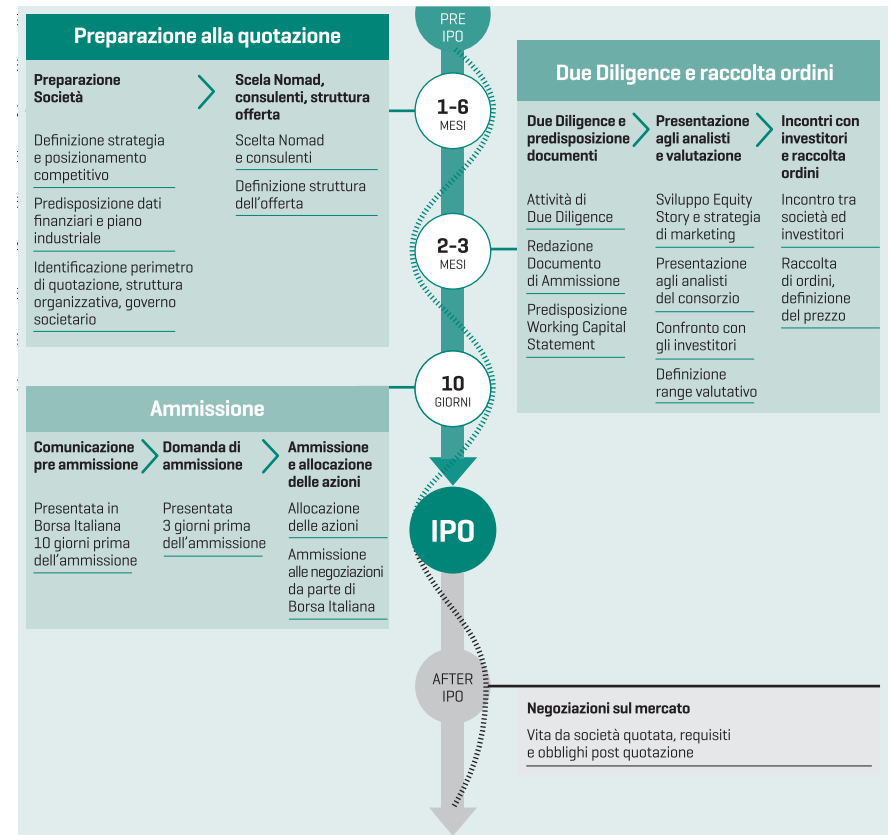 PRE
IPO
Preparazione alla quotazione
Preparazione
Società
Definizione strategia
e posizionamento
competitivo
Predisposizione dati
finanziari e piano
industriale
Identificazione perimetro
di quotazione, struttura
organizzativa, governo
societario
Scela Nomad,
consulenti, struttura
offerta
Scelta Nomad
e consulenti
Definizione struttura
dell'offerta
1-6
MESI
Due Diligence e raccolta ordini
Due Diligence e
predisposizione
documenti
Attività di
Due Diligence
Redazione
Documento
di Ammissione
Predisposizione
Working Capital
Statement
Presentazione
agli analisti
e valutazione
Sviluppo Equity
Story e strategia
di marketing
Presentazione
agli analisti
del consorzio
Confronto con
gli investitori
Definizione
range valutativo
Incontri con
investitori
e raccolta
ordini
Incontro tra
società ed
investitori
Raccolta
di ordini,
definizione
del prezzo
2-3
MESI
10
GIORNI
Ammissione
Comunicazione
pre ammissione
Presentata in
Borsa Italiana
10 giorni prima
dell'ammissione
Domanda di
ammissione
Presentata
3 giorni prima
dell'ammissione
Ammissione
e allocazione
delle azioni
Allocazione
delle azioni
Ammissione
alle negoziazioni
da parte di
Borsa Italiana
IPO
AFTER
IPO
Negoziazioni sul mercato
Vita da società quotata, requisiti
e obblighi post quotazione